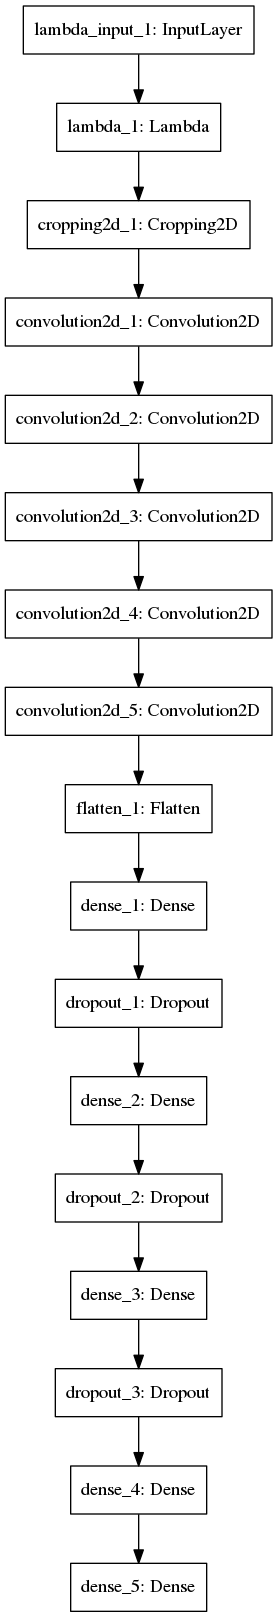 lambda_input_1: InputLayer
lambda_1: Lambda
cropping2d_1: Cropping2D
convolution2d_1: Convolution2D
convolution2d_2: Convolution2D
convolution2d_3: Convolution2D
convolution2d_4: Convolution2D
convolution2d_5: Convolution2D
flatten_1: Flatten
dense_1: Dense
dropout_1: Dropout
dense_2: Dense
dropout_2: Dropout
dense_3: Dense
dropout_3: Dropout
dense_4: Dense
dense_5: Dense